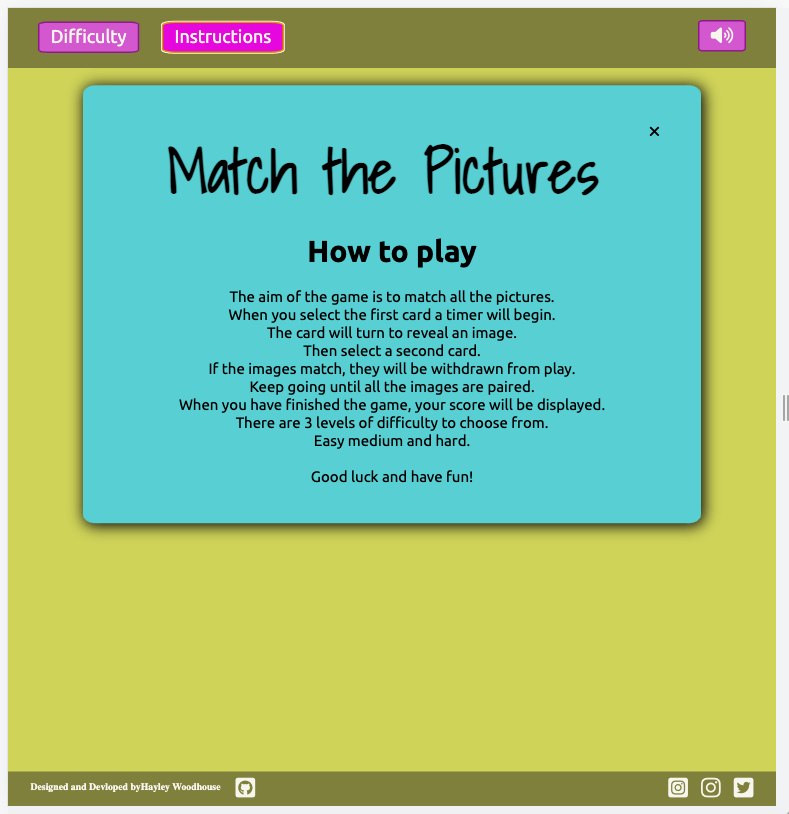 Difficulty
Instructions
Match the Pictures
How to play
The aim of the game is to match all the pictures.
When you select the first card a timer will begin.
The card will turn to reveal an image.
Then select a second card.
If the images match, they will be withdrawn from play.
Keep going until all the images are paired.
When you have finished the game, your score will be displayed.
There are 3 levels of difficulty to choose from.
Easy medium and hard.
Good luck and have fun!
Designed and Devloped byHayley Woodhouse